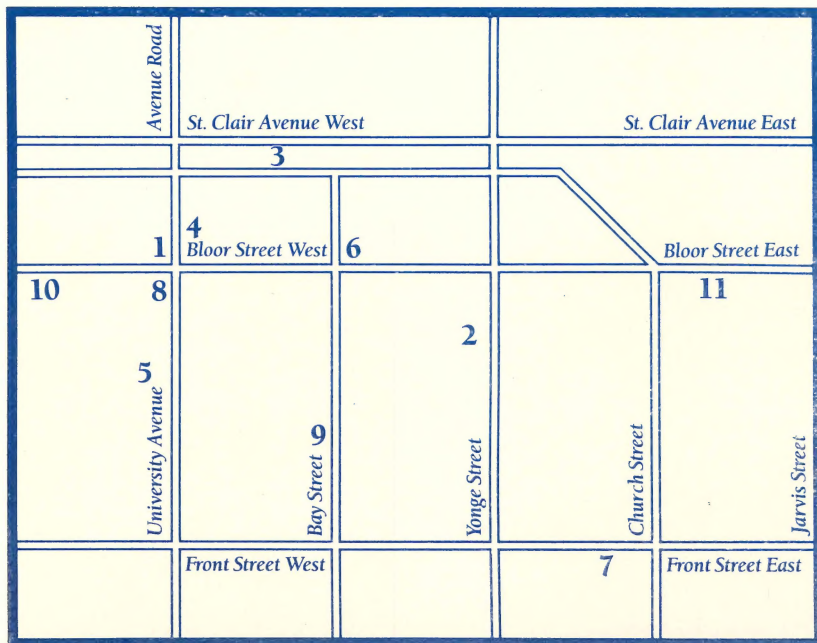 Avenue Road
St. Clair Avenue West
St. Clair Avenue East
3
4
1
Bloor Street West
6
Bloor Street East
10
8
11
2
5
University Avenue
9
Bay Street
Yonge Street
Church Street
Jarvis Street
Front Street West
7
Front Street East